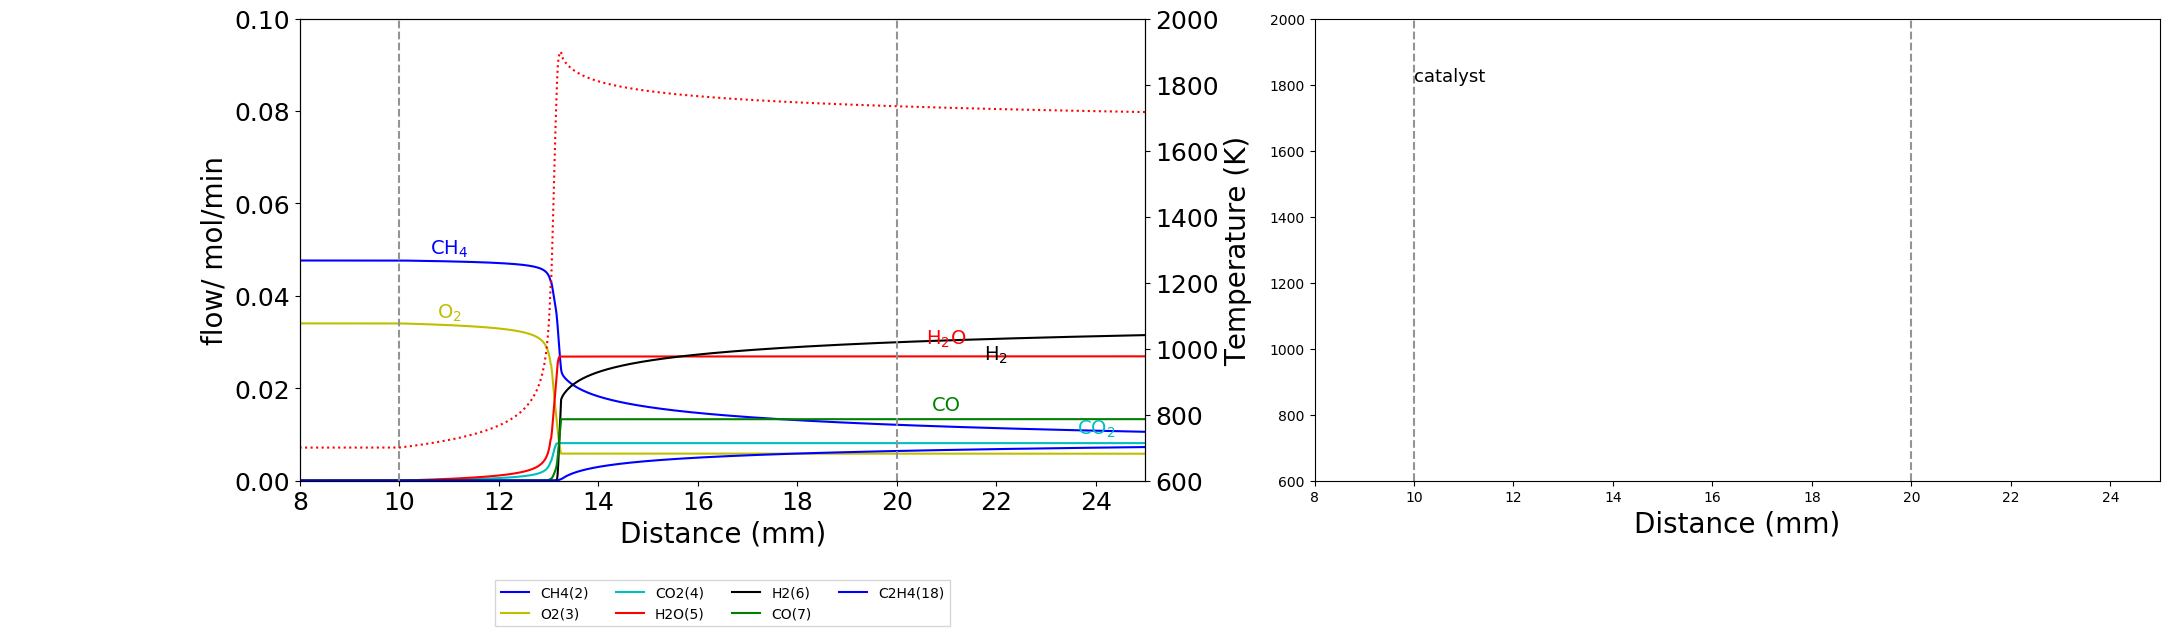 0.10
0.08
0.06
0.04
0.02
0.00
flow/ mol/min
CH4
O2
H2O
H2
CO
CO2
8 10 12 14 16 18 20 22 24
Distance (mm)
2000
1800
1600
1400
1200
1000
800
600
Temperature (K)
CH4(2) CO2(4) H2(6) C2H4(18)
O2(3) H2O(5) CO(7)
2000
1800
1600
1400
1200
1000
800
600
catalyst
8 10 12 14 16 18 20 22 24
Distance (mm)